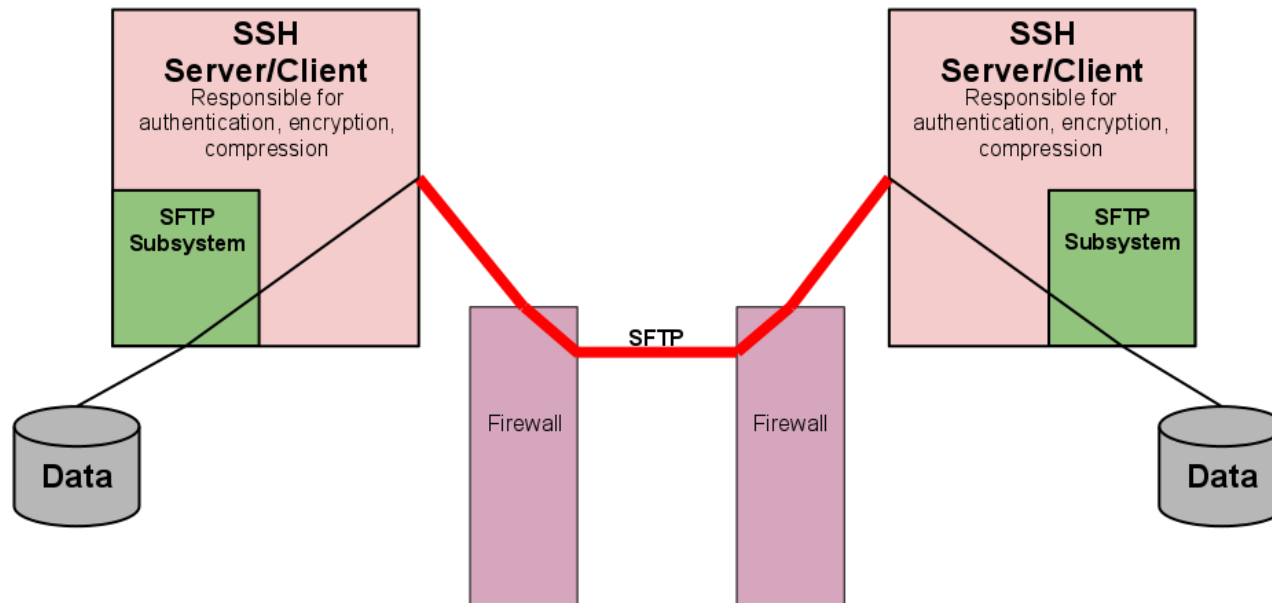 SSH
Server/Client
Responsible for
authentication, encryption,
compression
SFTP
Subsystem
Data
Firewall
SFTP
Firewall
SSH
Server/Client
Responsible for
authentication, encryption,
compression
SFTP
Subsystem
Data